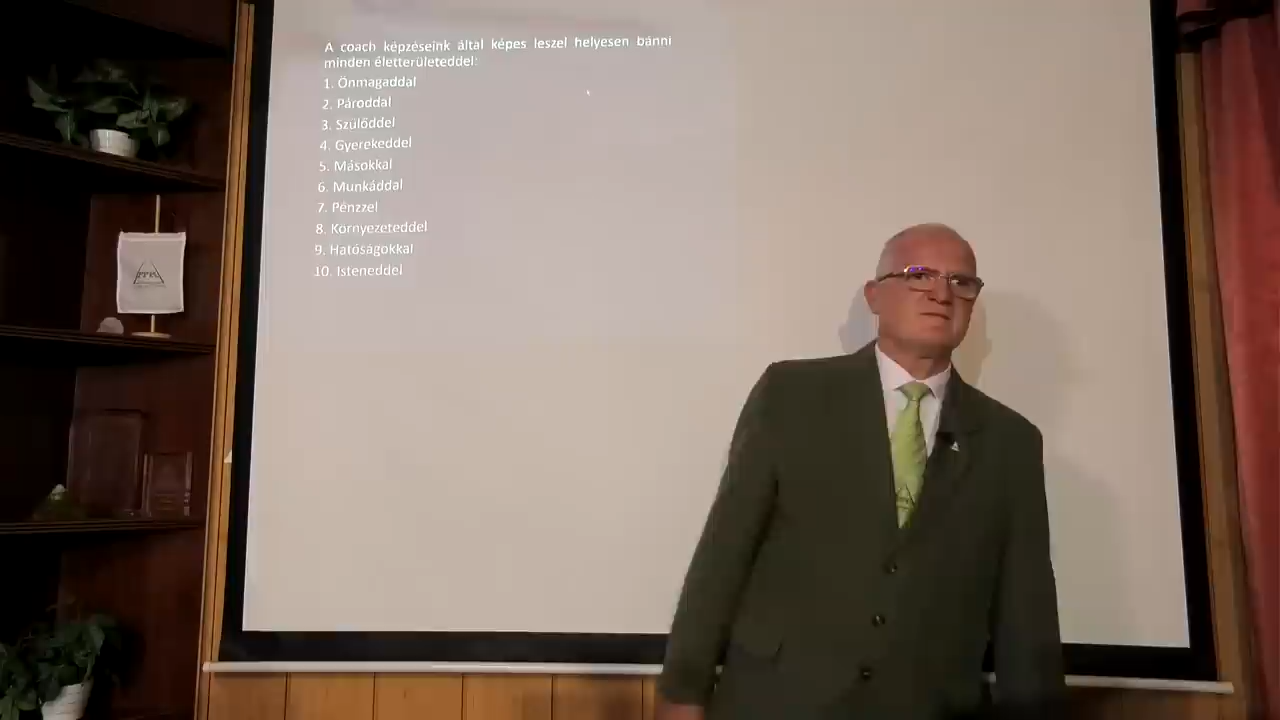 A coach képzéseink által képes leszel helyesen bánni
minden életterületeddel:
1. Önmagaddal
2. Pároddal
3. Szülőddel
4. Gyerekeddel
5. Másokkal
6. Munkáddal
7. Pénzzel
8. Környezeteddel
9. Hatóságokkal
10. Isteneddel